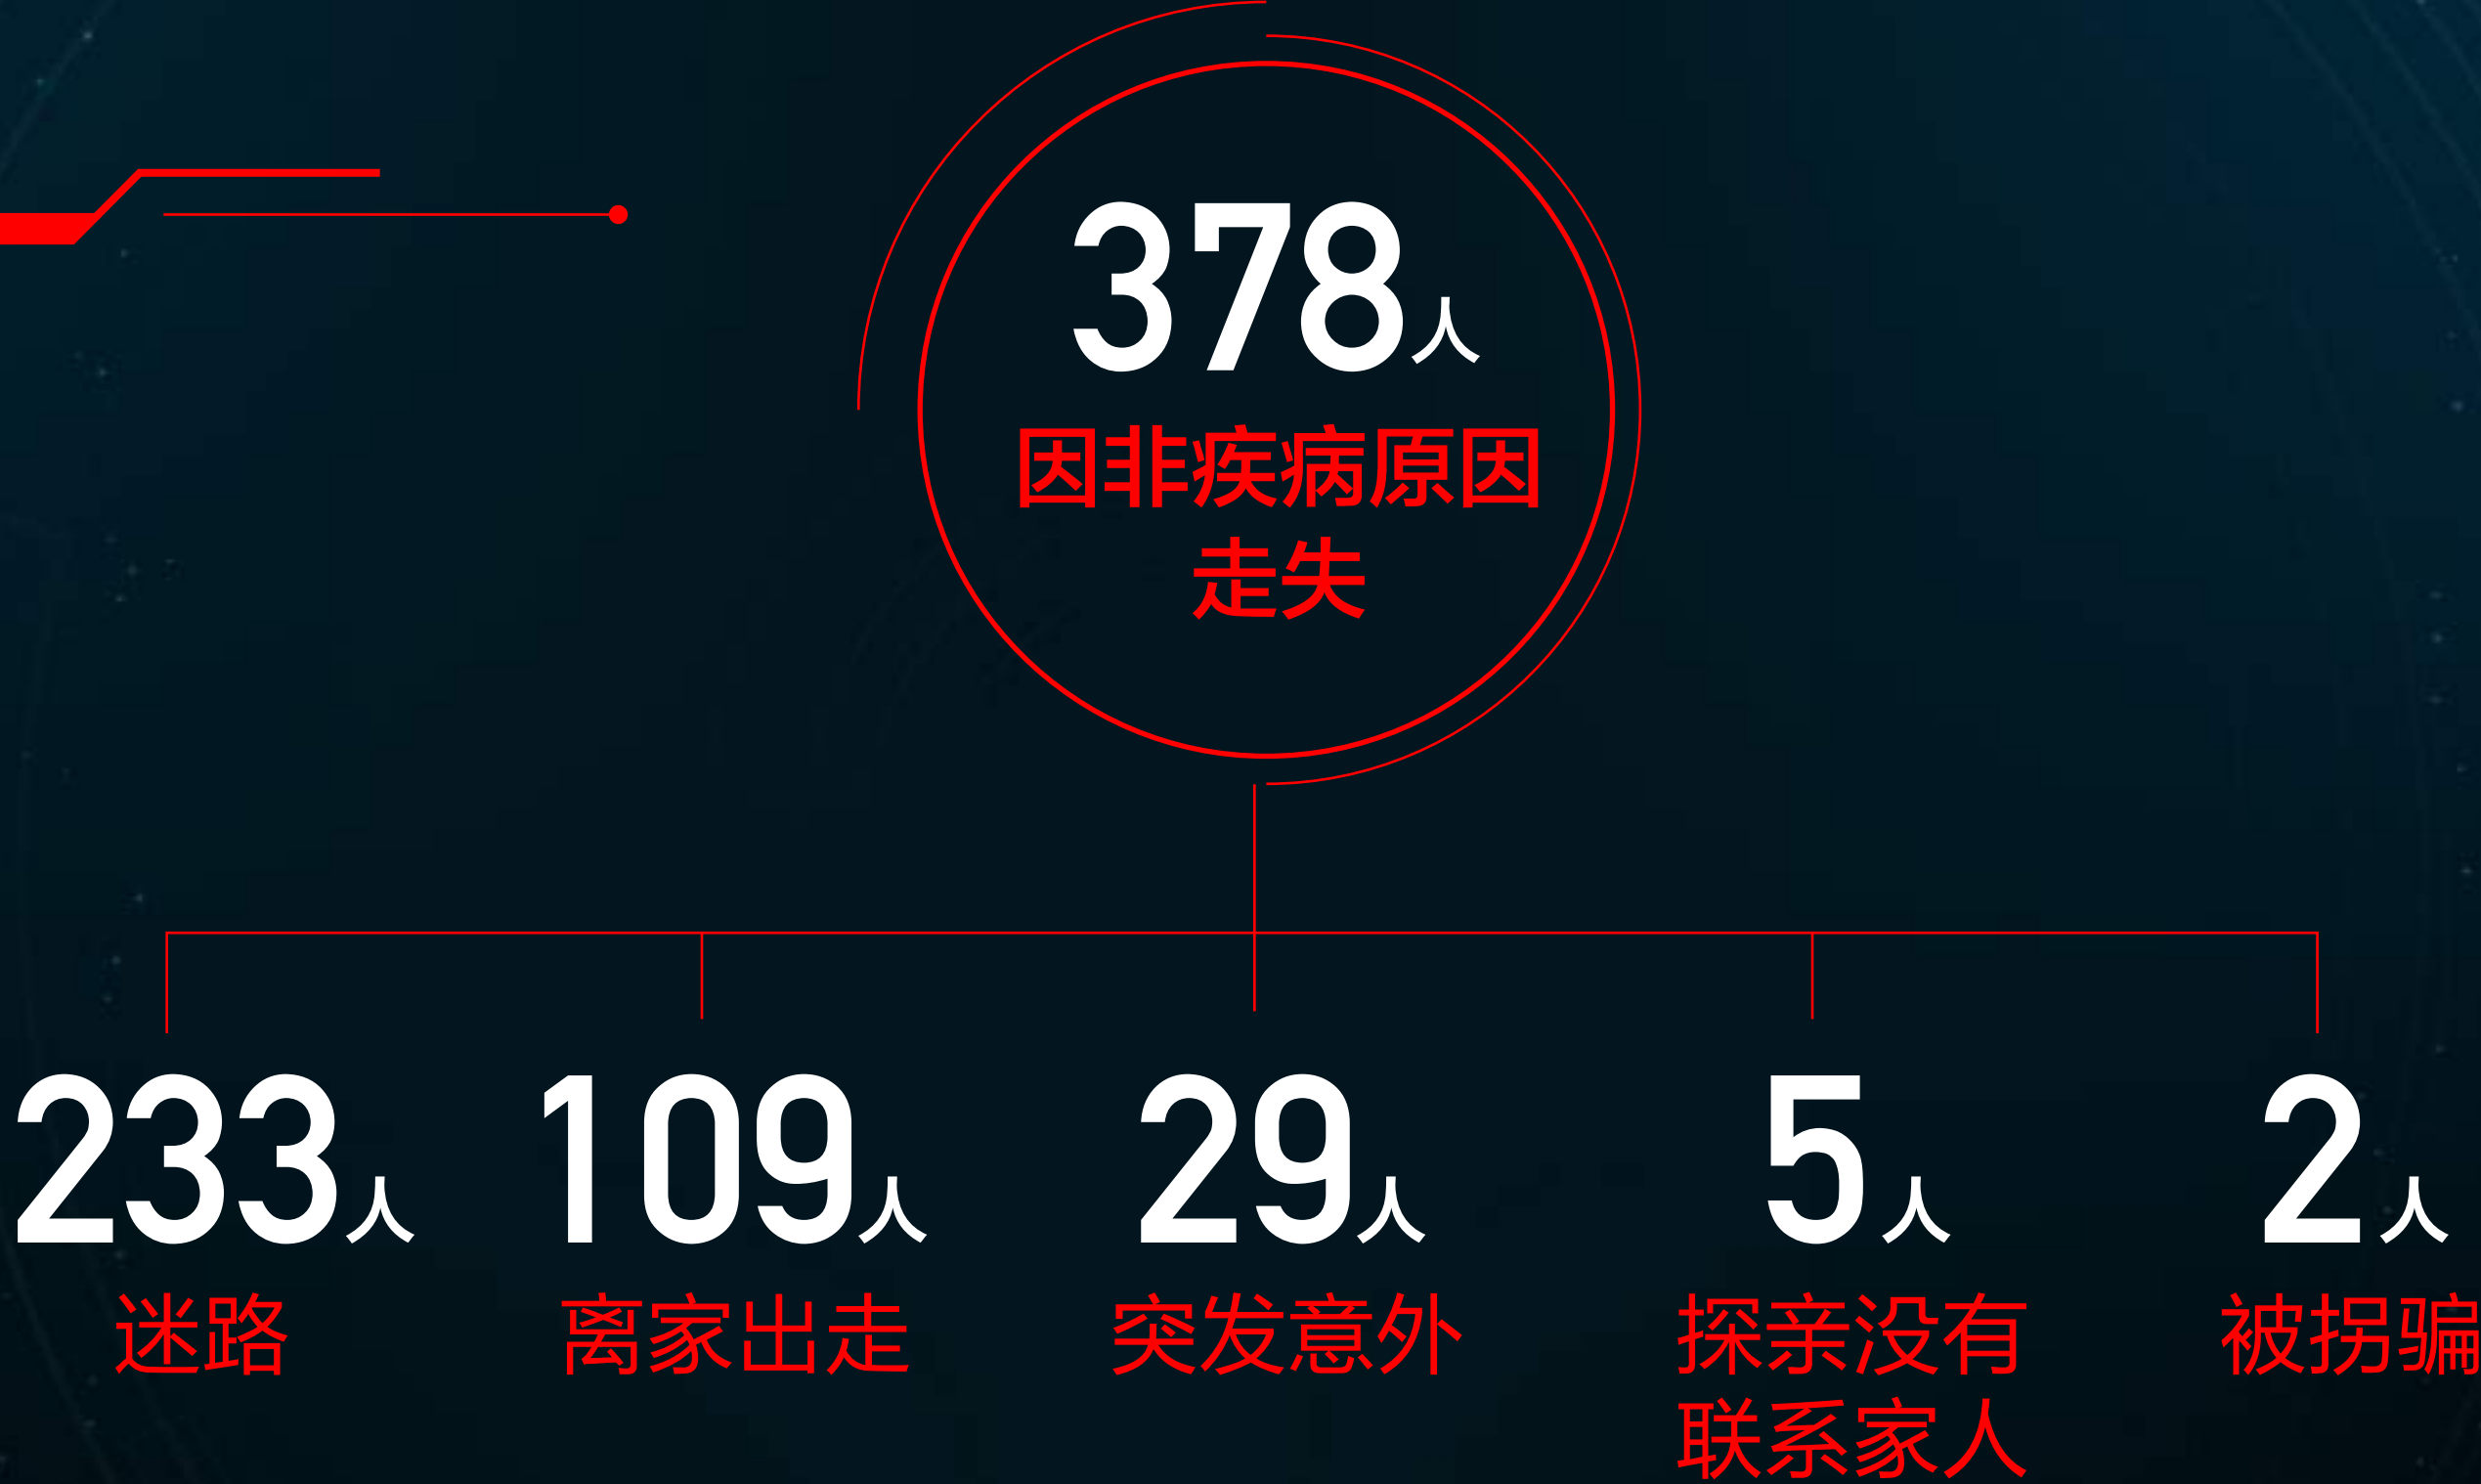 378人
因非疾病原因
走失
233人
109人
29人
5人
2人
迷路
离家出走
突发意外
探亲没有
联系家人
被拐骗